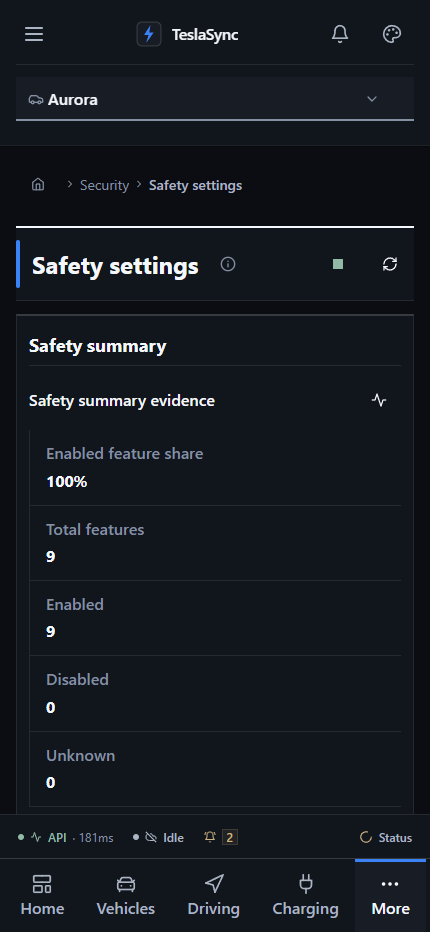 TeslaSync
Aurora
Security
Safety settings
Safety settings
Safety summary
Safety summary evidence
Enabled feature share
100%
Total features
9
Enabled
9
Disabled
0
Unknown
0
API · 181ms
Idle
2
Status
Home
Vehicles
Driving
Charging
More